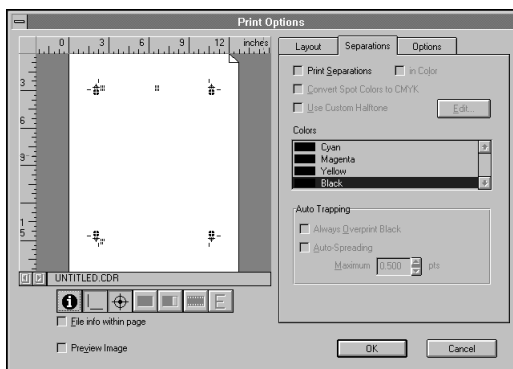 Print Options
0 3 6 9 12 inches
3
6
9
1
5
UNTITLED.CDR
File info within page
Preview Image
Layout Separations Options
Print Separations in Color
Convert Spot Colors to CMYK
Use Custom Halftone Edit...
Colors
Cyan
Magenta
Yellow
Black
Auto Trapping
Always Overprint Black
Auto-Spreading
Maximum 0.500 pts
OK Cancel